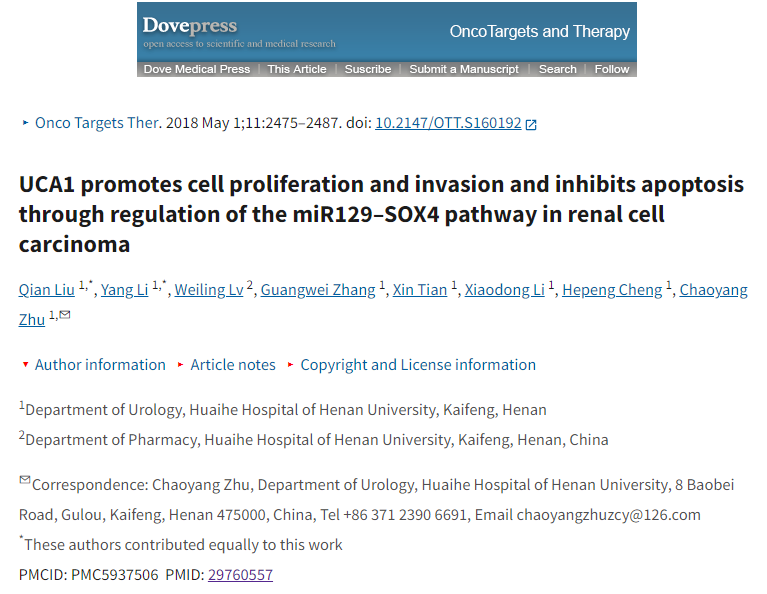 Dovepress
open access to scientific and medical research
OncoTargets and Therapy
Dove Medical Press | This Article | Suscribe | Submit a Manuscript | Search | Follow
Onco Targets Ther. 2018 May 1;11:2475–2487. doi: 10.2147/OTT.S160192
UCA1 promotes cell proliferation and invasion and inhibits apoptosis
through regulation of the miR129–SOX4 pathway in renal cell
carcinoma
Qian Liu 1,*, Yang Li 1,*, Weiling Lv 2, Guangwei Zhang 1, Xin Tian 1, Xiaodong Li 1, Hepeng Cheng 1, Chaoyang
Zhu 1,✉
Author information Article notes Copyright and License information
1Department of Urology, Huaihe Hospital of Henan University, Kaifeng, Henan
2Department of Pharmacy, Huaihe Hospital of Henan University, Kaifeng, Henan, China
✉Correspondence: Chaoyang Zhu, Department of Urology, Huaihe Hospital of Henan University, 8 Baobei
Road, Gulou, Kaifeng, Henan 475000, China, Tel +86 371 2390 6691, Email chaoyangzhuzcy@126.com
*These authors contributed equally to this work
PMCID: PMC5937506 PMID: 29760557